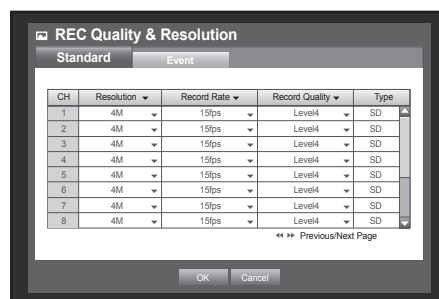 REC Quality & Resolution
Standard
Event
CH Resolution Record Rate Record Quality Type
1 4M 15fps Level4 SD
2 4M 15fps Level4 SD
3 4M 15fps Level4 SD
4 4M 15fps Level4 SD
5 4M 15fps Level4 SD
6 4M 15fps Level4 SD
7 4M 15fps Level4 SD
8 4M 15fps Level4 SD
Previous/Next Page
OK Cancel